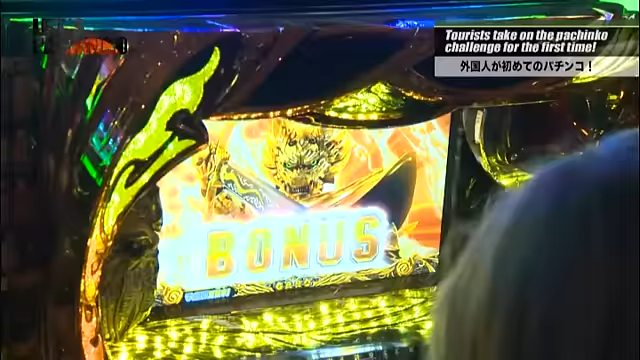 Tourists take on the pachinko
challenge for the first time!
外国人が初めてのパチンコ！
BONUS
GARO